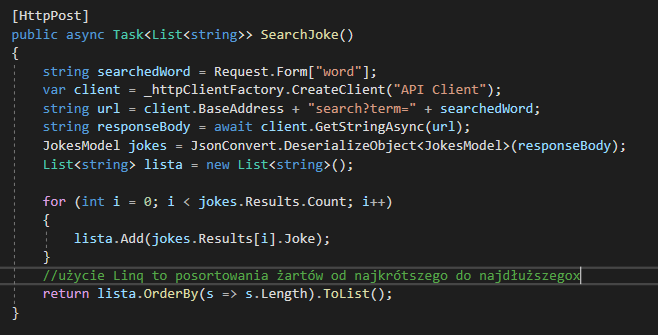 [HttpPost]
public async Task<List<string>> SearchJoke()
{
string searchedWord = Request.Form["word"];
var client = _httpClientFactory.CreateClient("API Client");
string url = client.BaseAddress + "search?term=" + searchedWord;
string responseBody = await client.GetStringAsync(url);
JokesModel jokes = JsonConvert.DeserializeObject<JokesModel>(responseBody);
List<string> lista = new List<string>();
for (int i = 0; i < jokes.Results.Count; i++)
{
lista.Add(jokes.Results[i].Joke);
}
//użycie Linq to posortowania żartów od najkrótszego do najdłuższegox
return lista.OrderBy(s => s.Length).ToList();
}